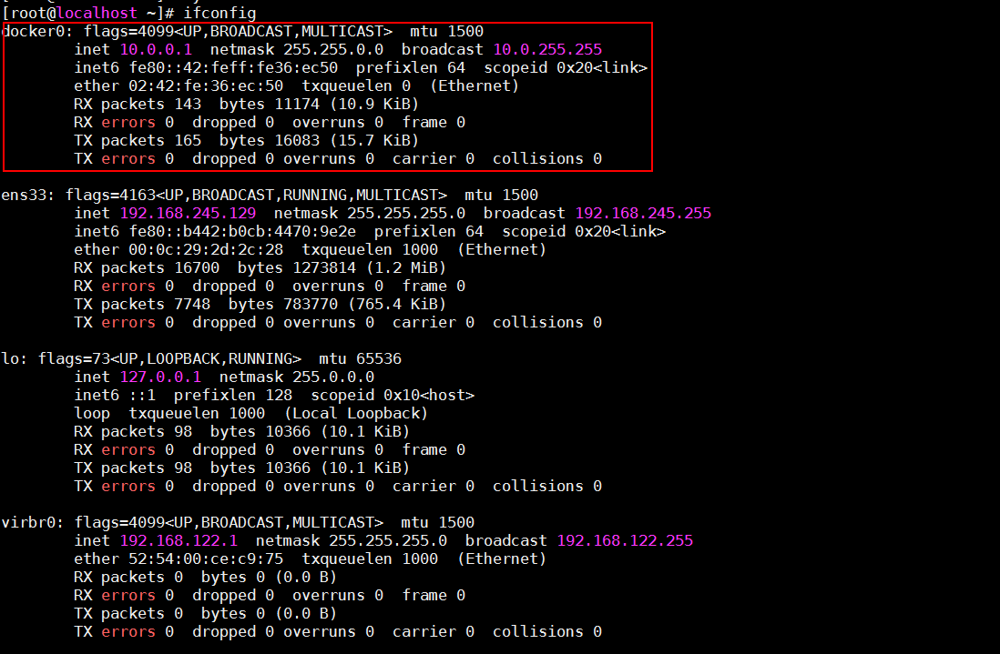 [root@localhost ~]# ifconfig
docker0: flags=4099<UP,BROADCAST,MULTICAST>  mtu 1500
        inet 10.0.0.1  netmask 255.255.0.0  broadcast 10.0.255.255
        inet6 fe80::42:feff:fe36:ec50  prefixlen 64  scopeid 0x20<link>
        ether 02:42:fe:36:ec:50  txqueuelen 0  (Ethernet)
        RX packets 143  bytes 11174 (10.9 KiB)
        RX errors 0  dropped 0  overruns 0  frame 0
        TX packets 165  bytes 16083 (15.7 KiB)
        TX errors 0  dropped 0 overruns 0  carrier 0  collisions 0

ens33: flags=4163<UP,BROADCAST,RUNNING,MULTICAST>  mtu 1500
        inet 192.168.245.129  netmask 255.255.255.0  broadcast 192.168.245.255
        inet6 fe80::b442:b0cb:4470:9e2e  prefixlen 64  scopeid 0x20<link>
        ether 00:0c:29:2d:2c:28  txqueuelen 1000  (Ethernet)
        RX packets 16700  bytes 1273814 (1.2 MiB)
        RX errors 0  dropped 0  overruns 0  frame 0
        TX packets 7748  bytes 783770 (765.4 KiB)
        TX errors 0  dropped 0 overruns 0  carrier 0  collisions 0

lo: flags=73<UP,LOOPBACK,RUNNING>  mtu 65536
        inet 127.0.0.1  netmask 255.0.0.0
        inet6 ::1  prefixlen 128  scopeid 0x10<host>
        loop  txqueuelen 1000  (Local Loopback)
        RX packets 98  bytes 10366 (10.1 KiB)
        RX errors 0  dropped 0  overruns 0  frame 0
        TX packets 98  bytes 10366 (10.1 KiB)
        TX errors 0  dropped 0 overruns 0  carrier 0  collisions 0

virbr0: flags=4099<UP,BROADCAST,MULTICAST>  mtu 1500
        inet 192.168.122.1  netmask 255.255.255.0  broadcast 192.168.122.255
        ether 52:54:00:ce:c9:75  txqueuelen 1000  (Ethernet)
        RX packets 0  bytes 0 (0.0 B)
        RX errors 0  dropped 0  overruns 0  frame 0
        TX packets 0  bytes 0 (0.0 B)
        TX errors 0  dropped 0 overruns 0  carrier 0  collisions 0